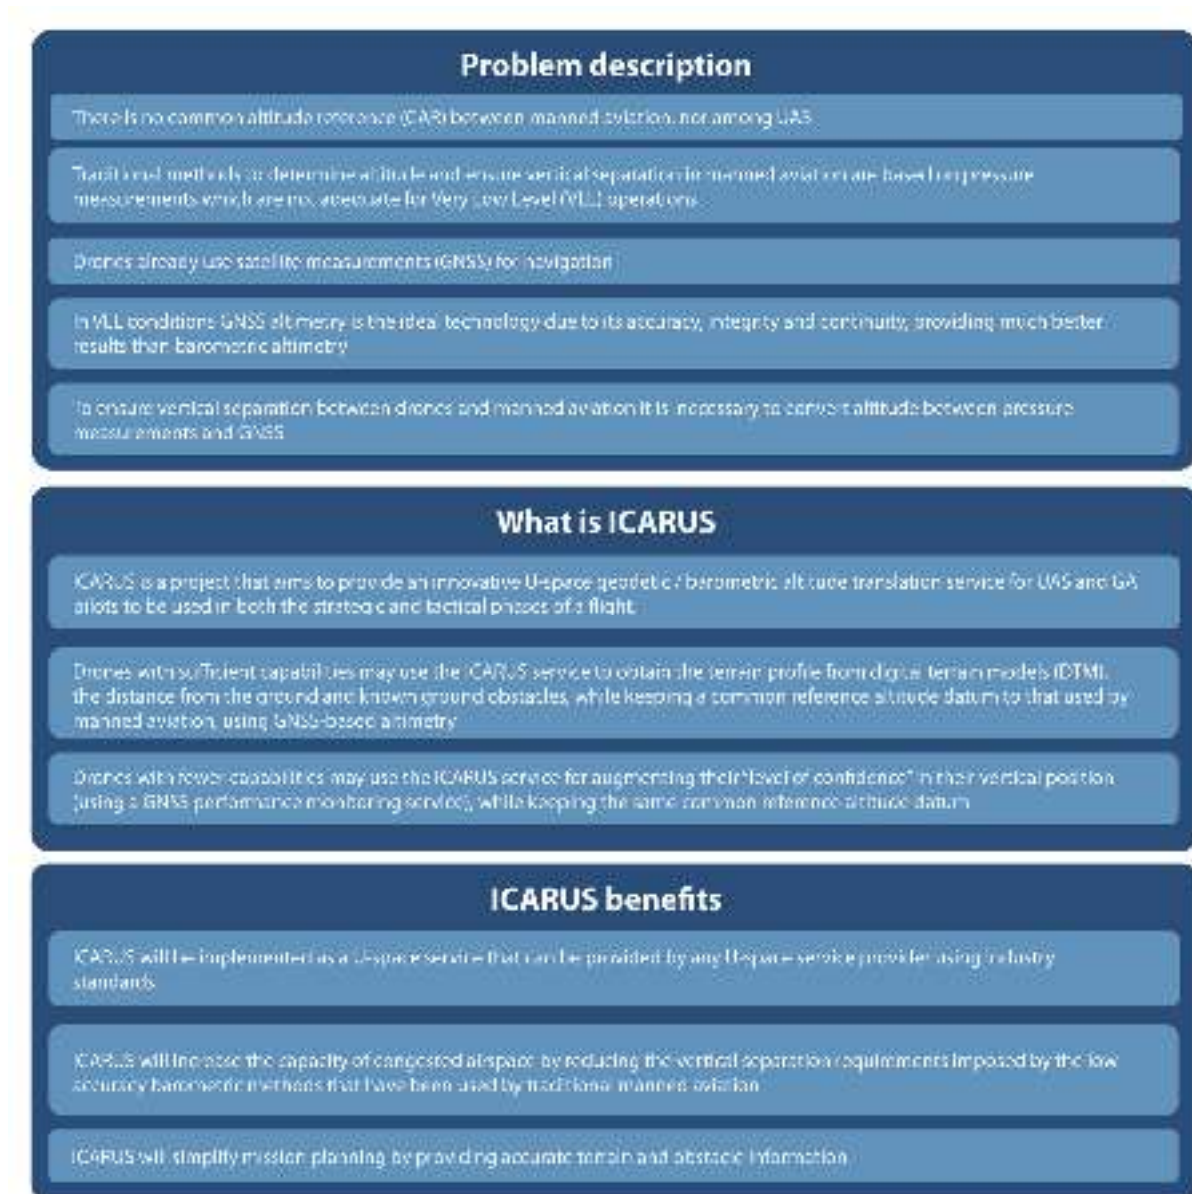 Problem description
There is no common altitude reference (CAR) between manned aviation, nor among UAS
Traditional methods to determine altitude and ensure vertical separation in manned aviation are based on pressure
measurements which are not adequate for Very Low Level (VLL) operations
Drones already use satellite measurements (GNSS) for navigation
In VLL conditions GNSS altimetry is the ideal technology due to its accuracy, integrity and continuity, providing much better
results than barometric altimetry
To ensure vertical separation between drones and manned aviation it is necessary to convert altitude between pressure
measurements and GNSS
What is ICARUS
ICARUS is a project that aims to provide an innovative U-space geodetic / barometric altitude translation service for UAS and GA
pilots to be used in both the strategic and tactical phases of a flight.
Drones with sufficient capabilities may use the ICARUS service to obtain the terrain profile from digital terrain models (DTM),
the distance from the ground and known ground obstacles, while keeping a common reference altitude datum to that used by
manned aviation, using GNSS-based altimetry
Drones with fewer capabilities may use the ICARUS service for augmenting their "level of confidence" in their vertical position
(using a GNSS performance monitoring service), while keeping the same common reference altitude datum
ICARUS benefits
ICARUS will be implemented as a U-space service that can be provided by any U-space service provider using industry
standards
ICARUS will increase the capacity of congested airspace by reducing the vertical separation requirments imposed by the low
accuracy barometric methods that have been used by traditional manned aviation
ICARUS will simplify mission planning by providing accurate terrain and obstacle information